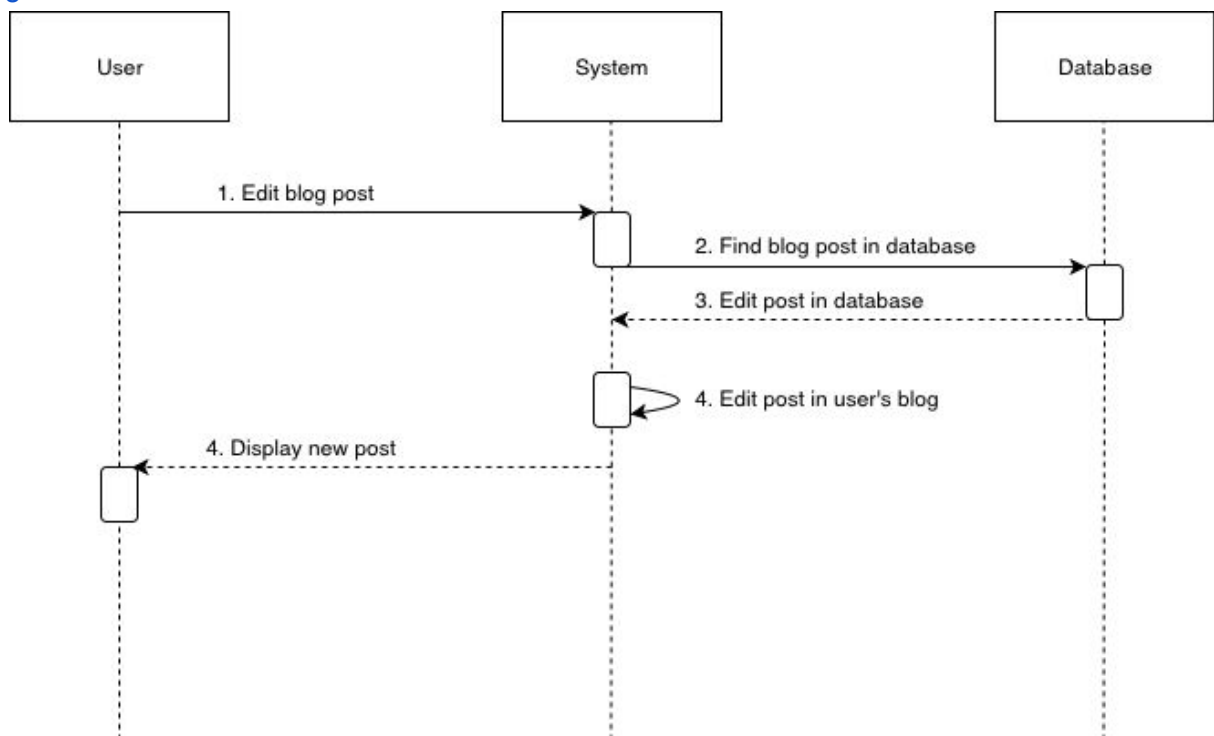 User
System
Database
1. Edit blog post
2. Find blog post in database
3. Edit post in database
4. Edit post in user's blog
4. Display new post